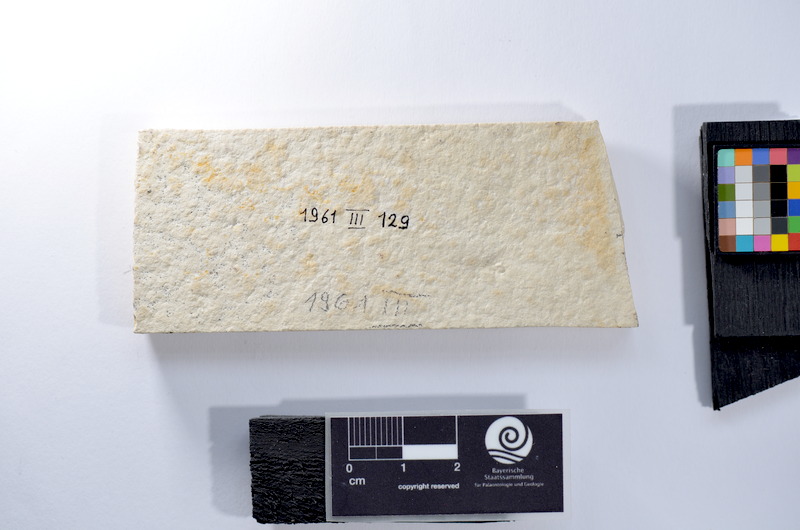 1961 III 129
1961 III
0 1 2
cm
copyright reserved
Bayerische
Staatssammlung
für Paläontologie und Geologie